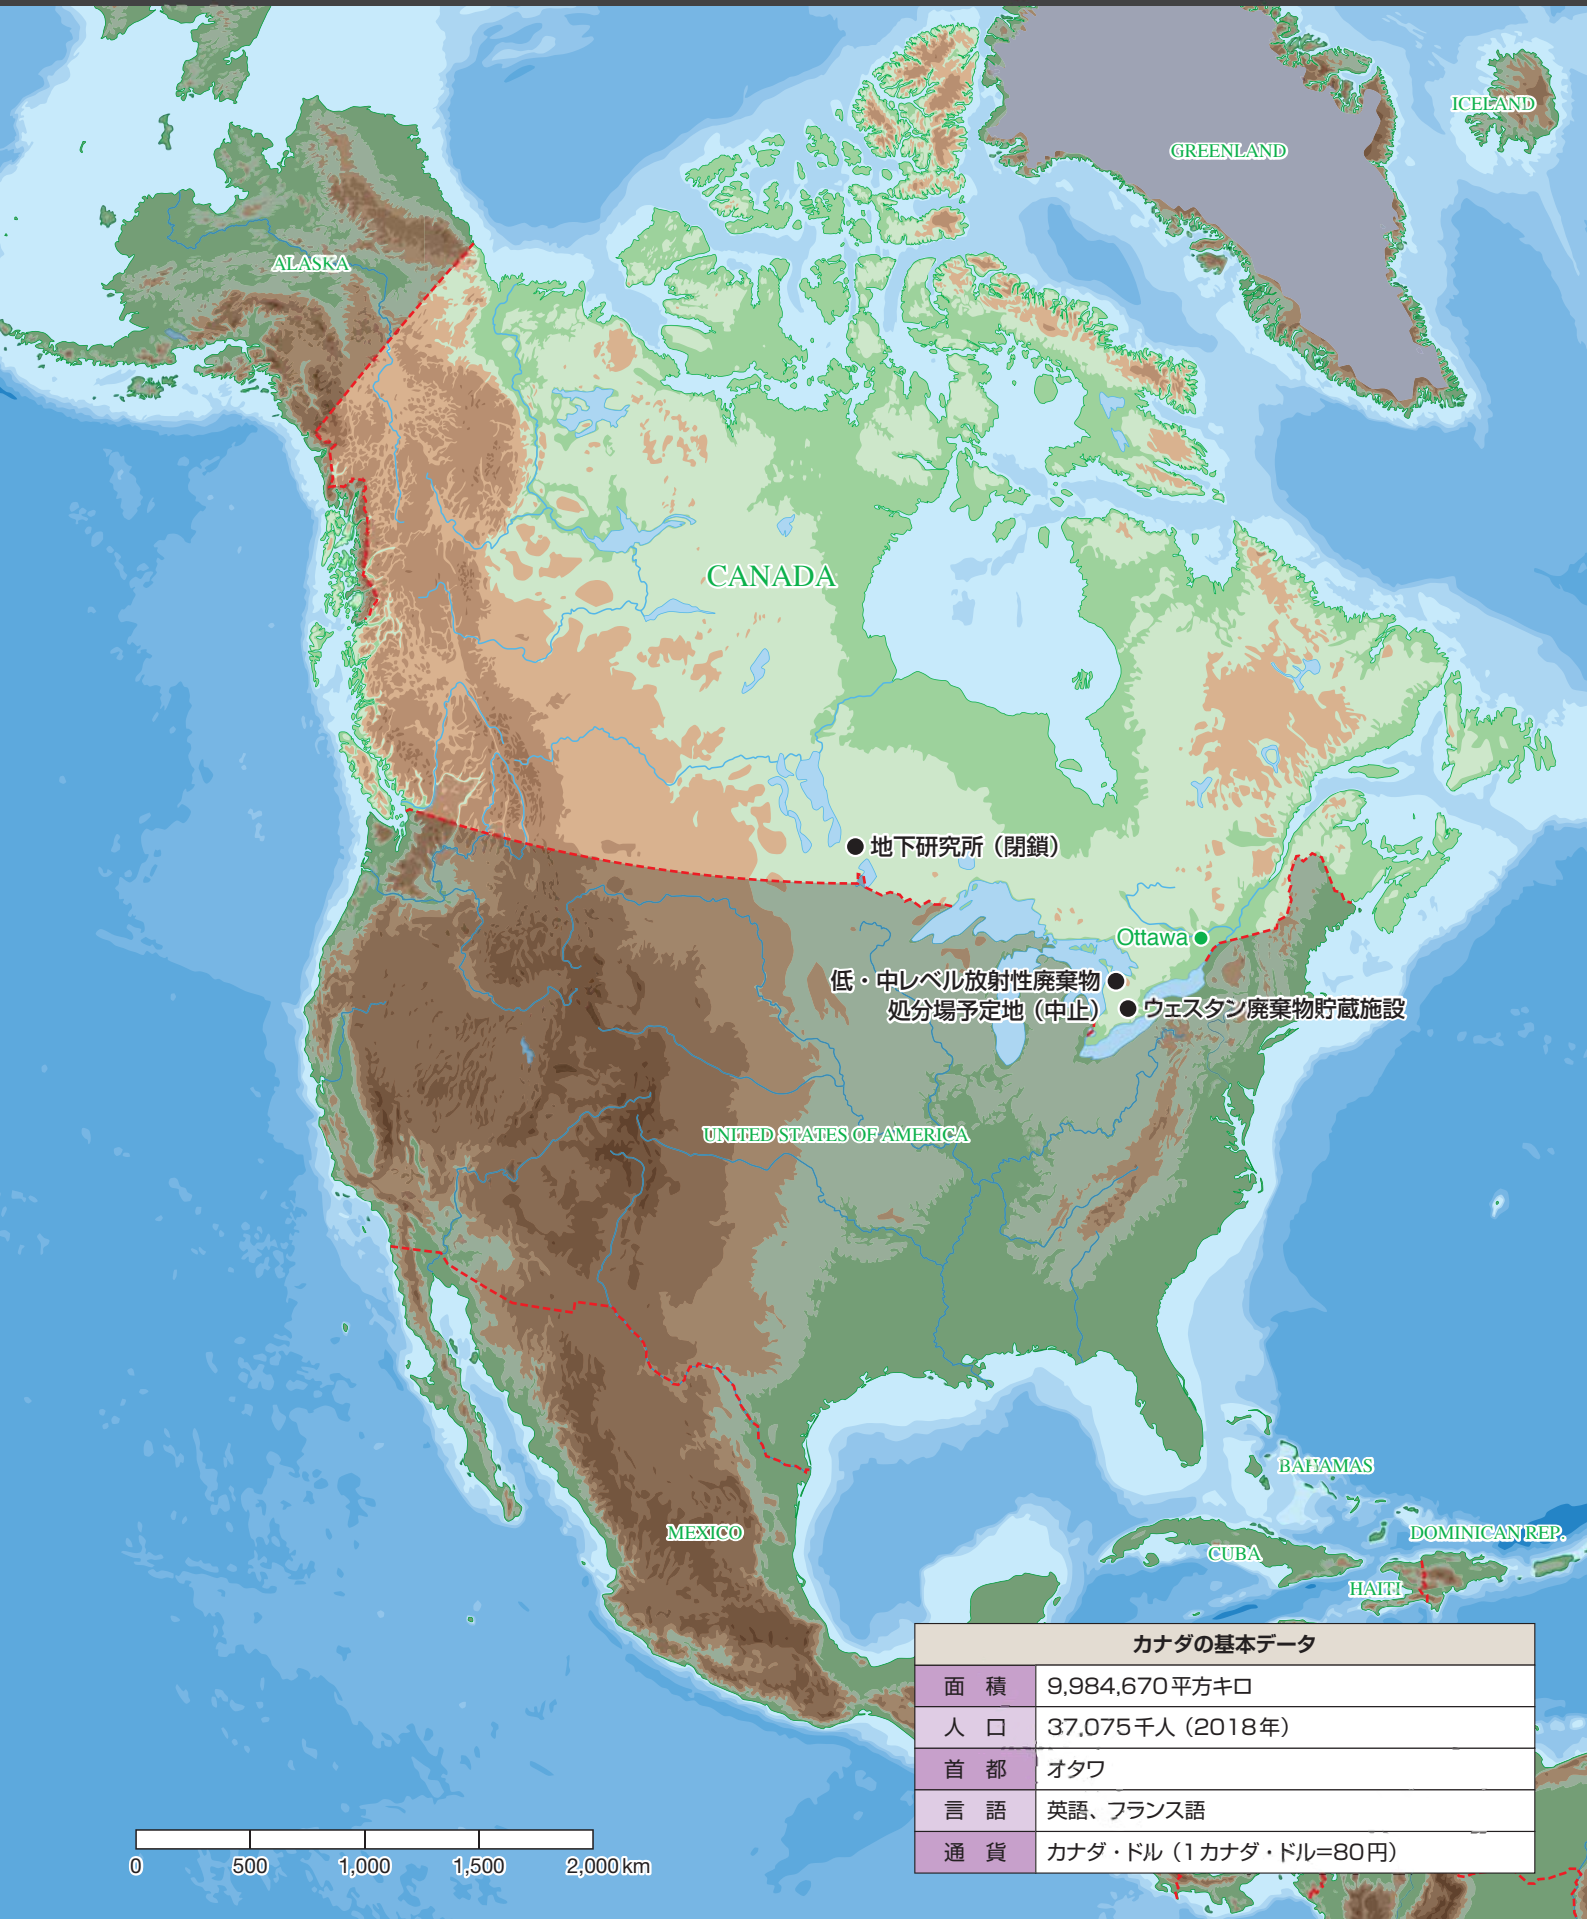 ICELAND
GREENLAND
ALASKA
CANADA
地下研究所（閉鎖）
Ottawa
低・中レベル放射性廃棄物
処分場予定地（中止）
ウェスタン廃棄物貯蔵施設
UNITED STATES OF AMERICA
BAHAMAS
MEXICO
DOMINICAN REP.
CUBA
HAITI
カナダの基本データ
面　積 9,984,670平方キロ
人　口 37,075千人（2018年）
首　都 オタワ
言　語 英語、フランス語
通　貨 カナダ・ドル（1カナダ・ドル=80円）
0 500 1,000 1,500 2,000km